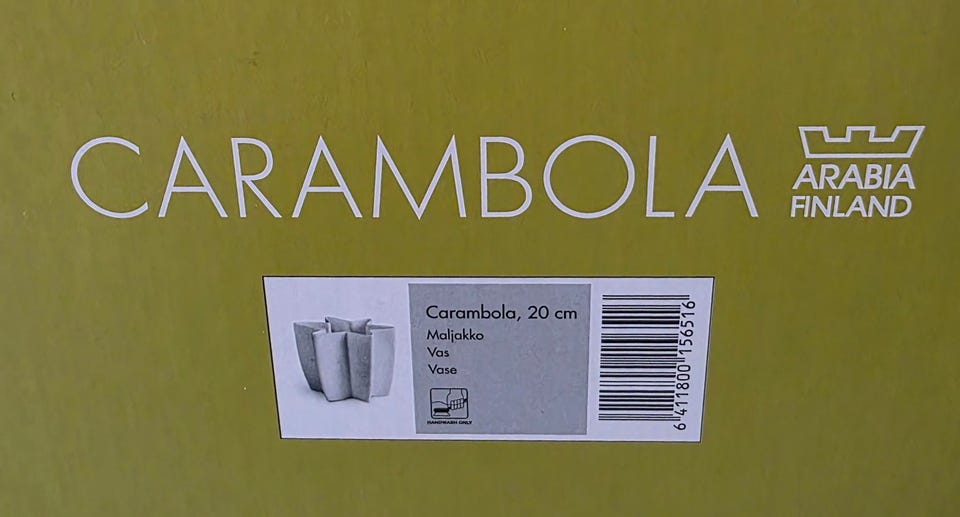 CARAMBOLA
ARABIA
FINLAND
Carambola, 20 cm
Maljakko
Vas
Vase
HANDWASH ONLY
6 411800 156516